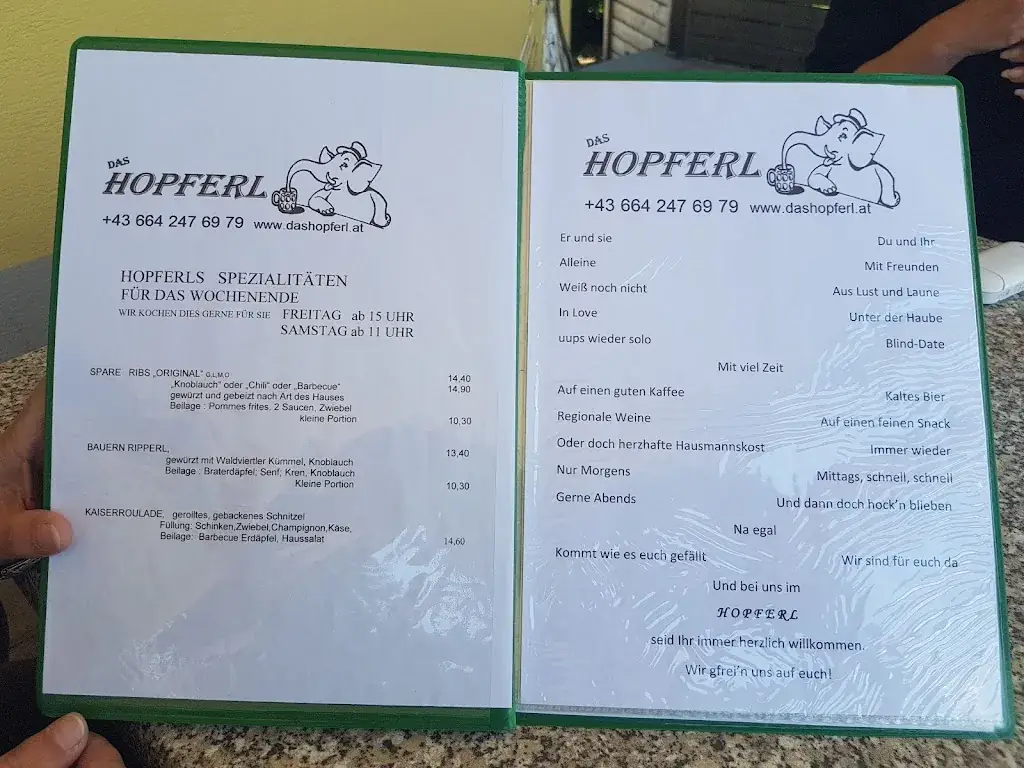 DAS
HOPFERL
+43 664 247 69 79 www.dashopferl.at
HOPFERLS SPEZIALITÄTEN
FÜR DAS WOCHENENDE
WIR KOCHEN DIES GERNE FÜR SIE FREITAG ab 15 UHR
SAMSTAG ab 11 UHR
SPARE RIBS „ORIGINAL" G,L,M,O 14,40
„Knoblauch" oder „Chili" oder „Barbecue" 14,90
gewürzt und gebeizt nach Art des Hauses
Beilage : Pommes frites, 2 Saucen, Zwiebel
kleine Portion 10,30
BAUERN RIPPERL, 13,40
gewürzt mit Waldviertler Kümmel, Knoblauch
Beilage : Braterdäpfel; Senf; Kren, Knoblauch
Kleine Portion 10,30
KAISERROULADE, gerolltes, gebackenes Schnitzel
Füllung: Schinken,Zwiebel,Champignon,Käse,
Beilage: Barbecue Erdäpfel, Haussalat 14,60
DAS
HOPFERL
+43 664 247 69 79 www.dashopferl.at
Er und sie Du und Ihr
Alleine Mit Freunden
Weiß noch nicht Aus Lust und Laune
In Love Unter der Haube
uups wieder solo Blind-Date
Mit viel Zeit
Auf einen guten Kaffee Kaltes Bier
Regionale Weine Auf einen feinen Snack
Oder doch herzhafte Hausmannskost Immer wieder
Nur Morgens Mittags, schnell, schnell
Gerne Abends Und dann doch hock'n blieben
Na egal
Kommt wie es euch gefällt Wir sind für euch da
Und bei uns im
HOPFERL
seid Ihr immer herzlich willkommen.
Wir gfrei'n uns auf euch!